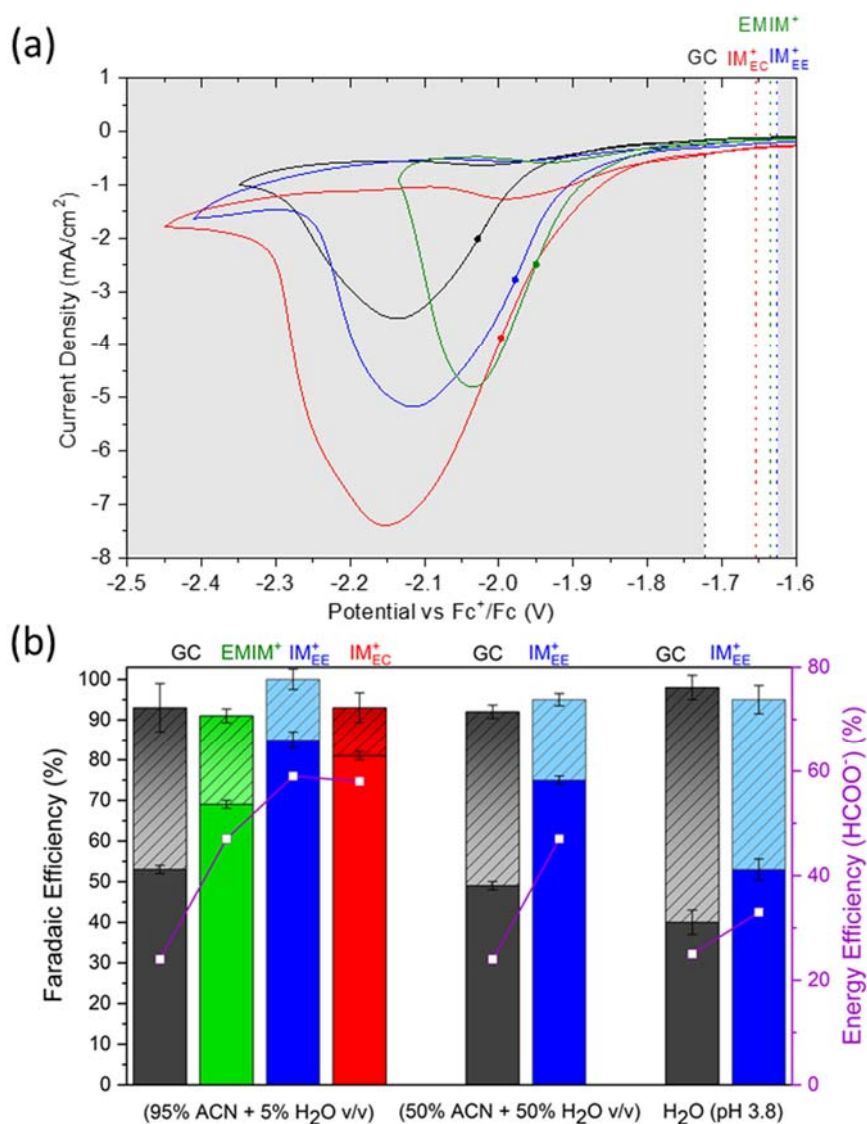 (a)
EMIM+
GC IM+EC IM+EE
1
0
-1
-2
-3
-4
-5
-6
-7
-8
Current Density (mA/cm2)
-2.5 -2.4 -2.3 -2.2 -2.1 -2.0 -1.9 -1.8 -1.7 -1.6
Potential vs Fc+/Fc (V)
(b)
GC EMIM+ IM+EE IM+EC GC IM+EE GC IM+EE
100
90
80
70
60
50
40
30
20
10
0
Faradaic Efficiency (%)
80
60
40
20
0
Energy Efficiency (HCOO-) (%)
(95% ACN + 5% H2O v/v) (50% ACN + 50% H2O v/v) H2O (pH 3.8)